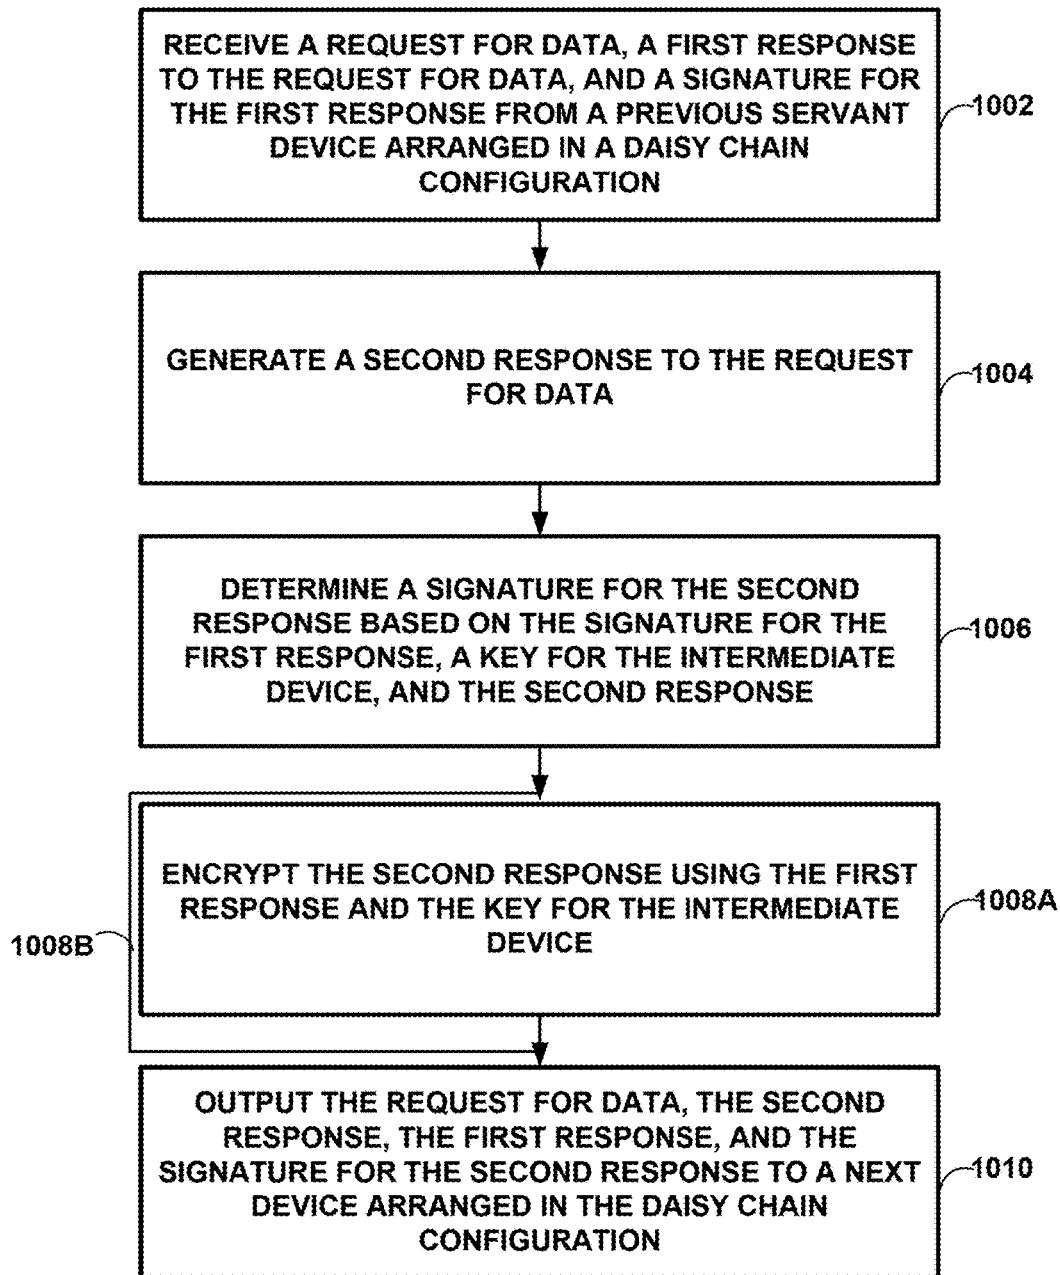 RECEIVE A REQUEST FOR DATA, A FIRST RESPONSE
TO THE REQUEST FOR DATA, AND A SIGNATURE FOR
THE FIRST RESPONSE FROM A PREVIOUS SERVANT
DEVICE ARRANGED IN A DAISY CHAIN
CONFIGURATION
1002
GENERATE A SECOND RESPONSE TO THE REQUEST
FOR DATA
1004
DETERMINE A SIGNATURE FOR THE SECOND
RESPONSE BASED ON THE SIGNATURE FOR THE
FIRST RESPONSE, A KEY FOR THE INTERMEDIATE
DEVICE, AND THE SECOND RESPONSE
1006
ENCRYPT THE SECOND RESPONSE USING THE FIRST
RESPONSE AND THE KEY FOR THE INTERMEDIATE
DEVICE
1008A
1008B
OUTPUT THE REQUEST FOR DATA, THE SECOND
RESPONSE, THE FIRST RESPONSE, AND THE
SIGNATURE FOR THE SECOND RESPONSE TO A NEXT
DEVICE ARRANGED IN THE DAISY CHAIN
CONFIGURATION
1010